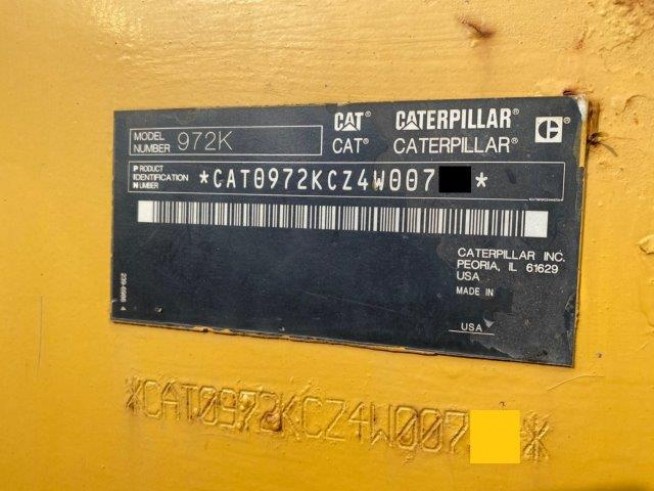 MODEL NUMBER 972K
CAT® CATERPILLAR®
CAT® CATERPILLAR®
PRODUCT
IDENTIFICATION
NUMBER
*CAT0972KCZ4W007 *
CATERPILLAR INC.
PEORIA, IL 61629
USA
MADE IN
USA
*CAT0972KCZ4W007 *